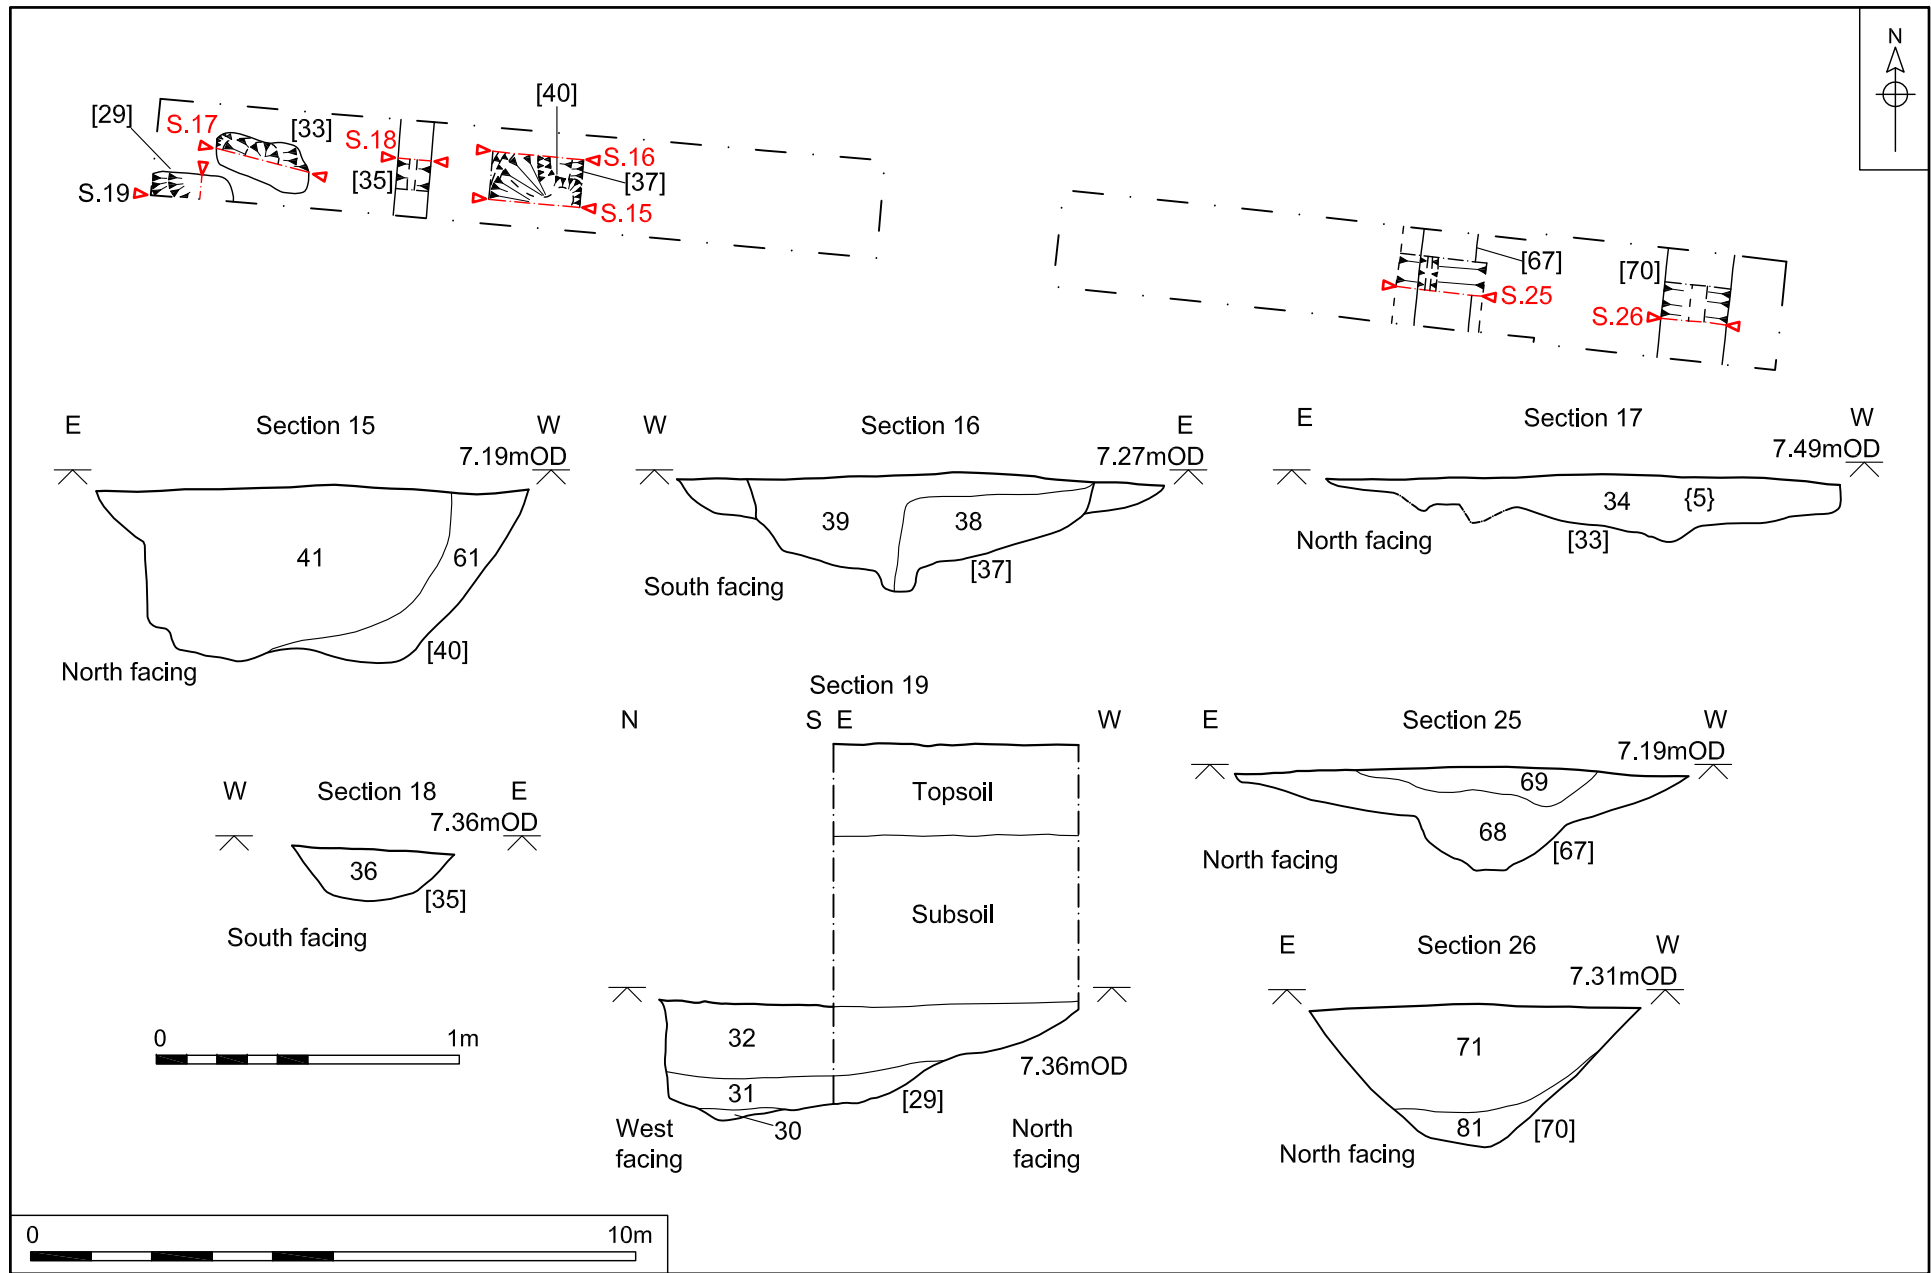 N
[40]
[29]
S.17
[33]
S.18
S.16
[35]
[37]
S.19
S.15
[67]
[70]
S.25
S.26
E Section 15 W
7.19mOD
41
61
[40]
North facing
W Section 16 E
7.27mOD
39
38
[37]
South facing
E Section 17 W
7.49mOD
34
{5}
[33]
North facing
W Section 18 E
7.36mOD
36
[35]
South facing
0 1m
Section 19
N S E W
Topsoil
Subsoil
32
7.36mOD
31
[29]
30
West facing
North facing
E Section 25 W
7.19mOD
69
68
[67]
North facing
E Section 26 W
7.31mOD
71
81
[70]
North facing
0 10m